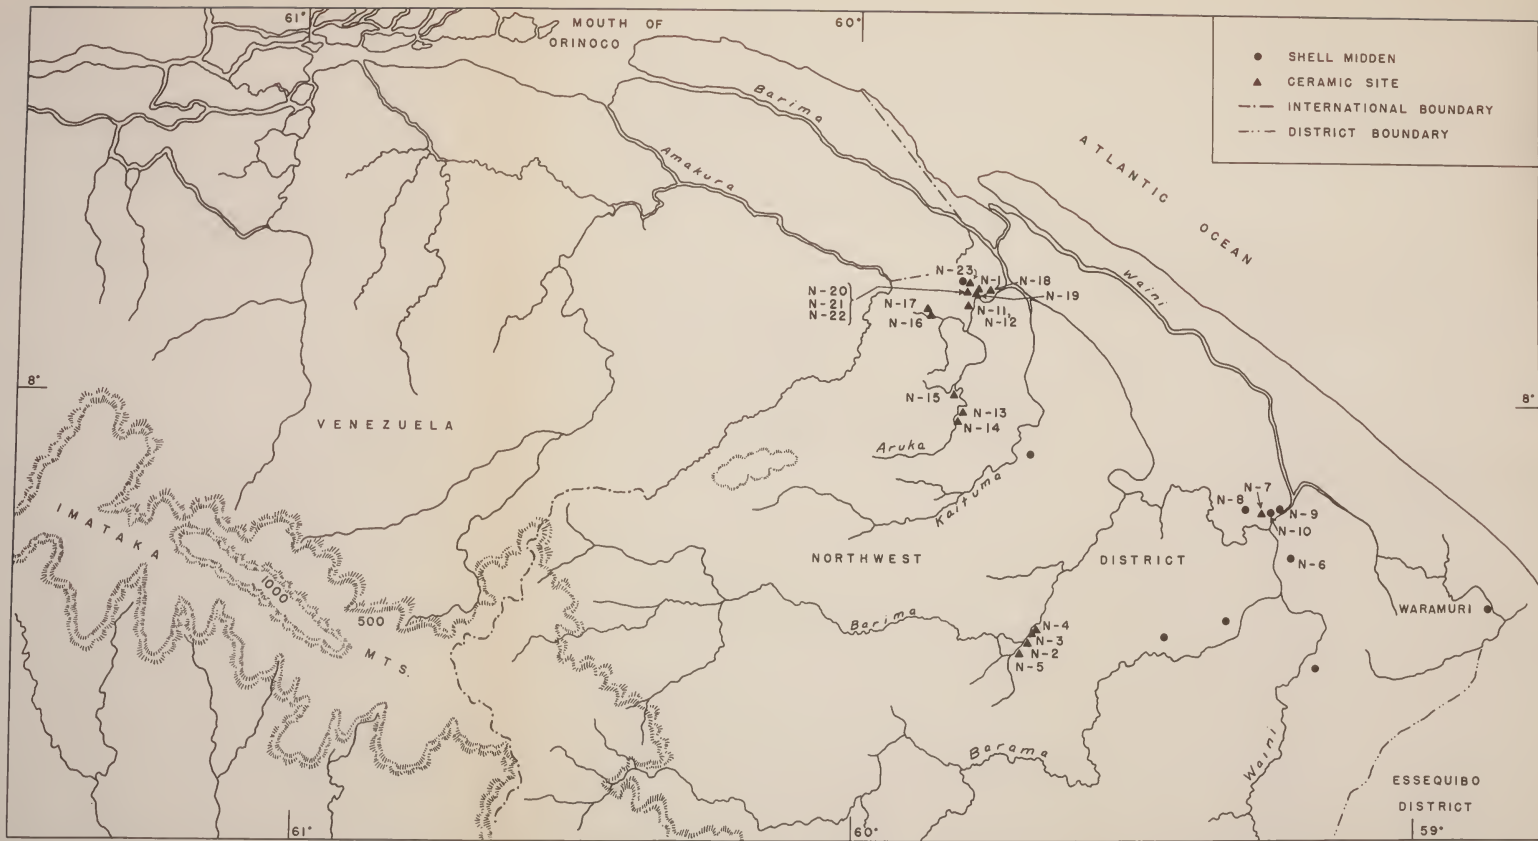 61°
MOUTH OF
ORINOCO
60°
SHELL MIDDEN
CERAMIC SITE
INTERNATIONAL BOUNDARY
DISTRICT BOUNDARY
Barima
Amakura
ATLANTIC OCEAN
Waini
N-23
N-1
N-18
N-19
N-20
N-21
N-22
N-17
N-16
N-11,
N-12
8°
8°
VENEZUELA
N-15
N-13
N-14
Aruka
Kaituma
IMATAKA MTS.
1000
500
N-7
N-8
N-9
N-10
N-6
NORTHWEST DISTRICT
WARAMURI
Barima
N-4
N-3
N-2
N-5
Barama
Waini
ESSEQUIBO
DISTRICT
61°
60°
59°